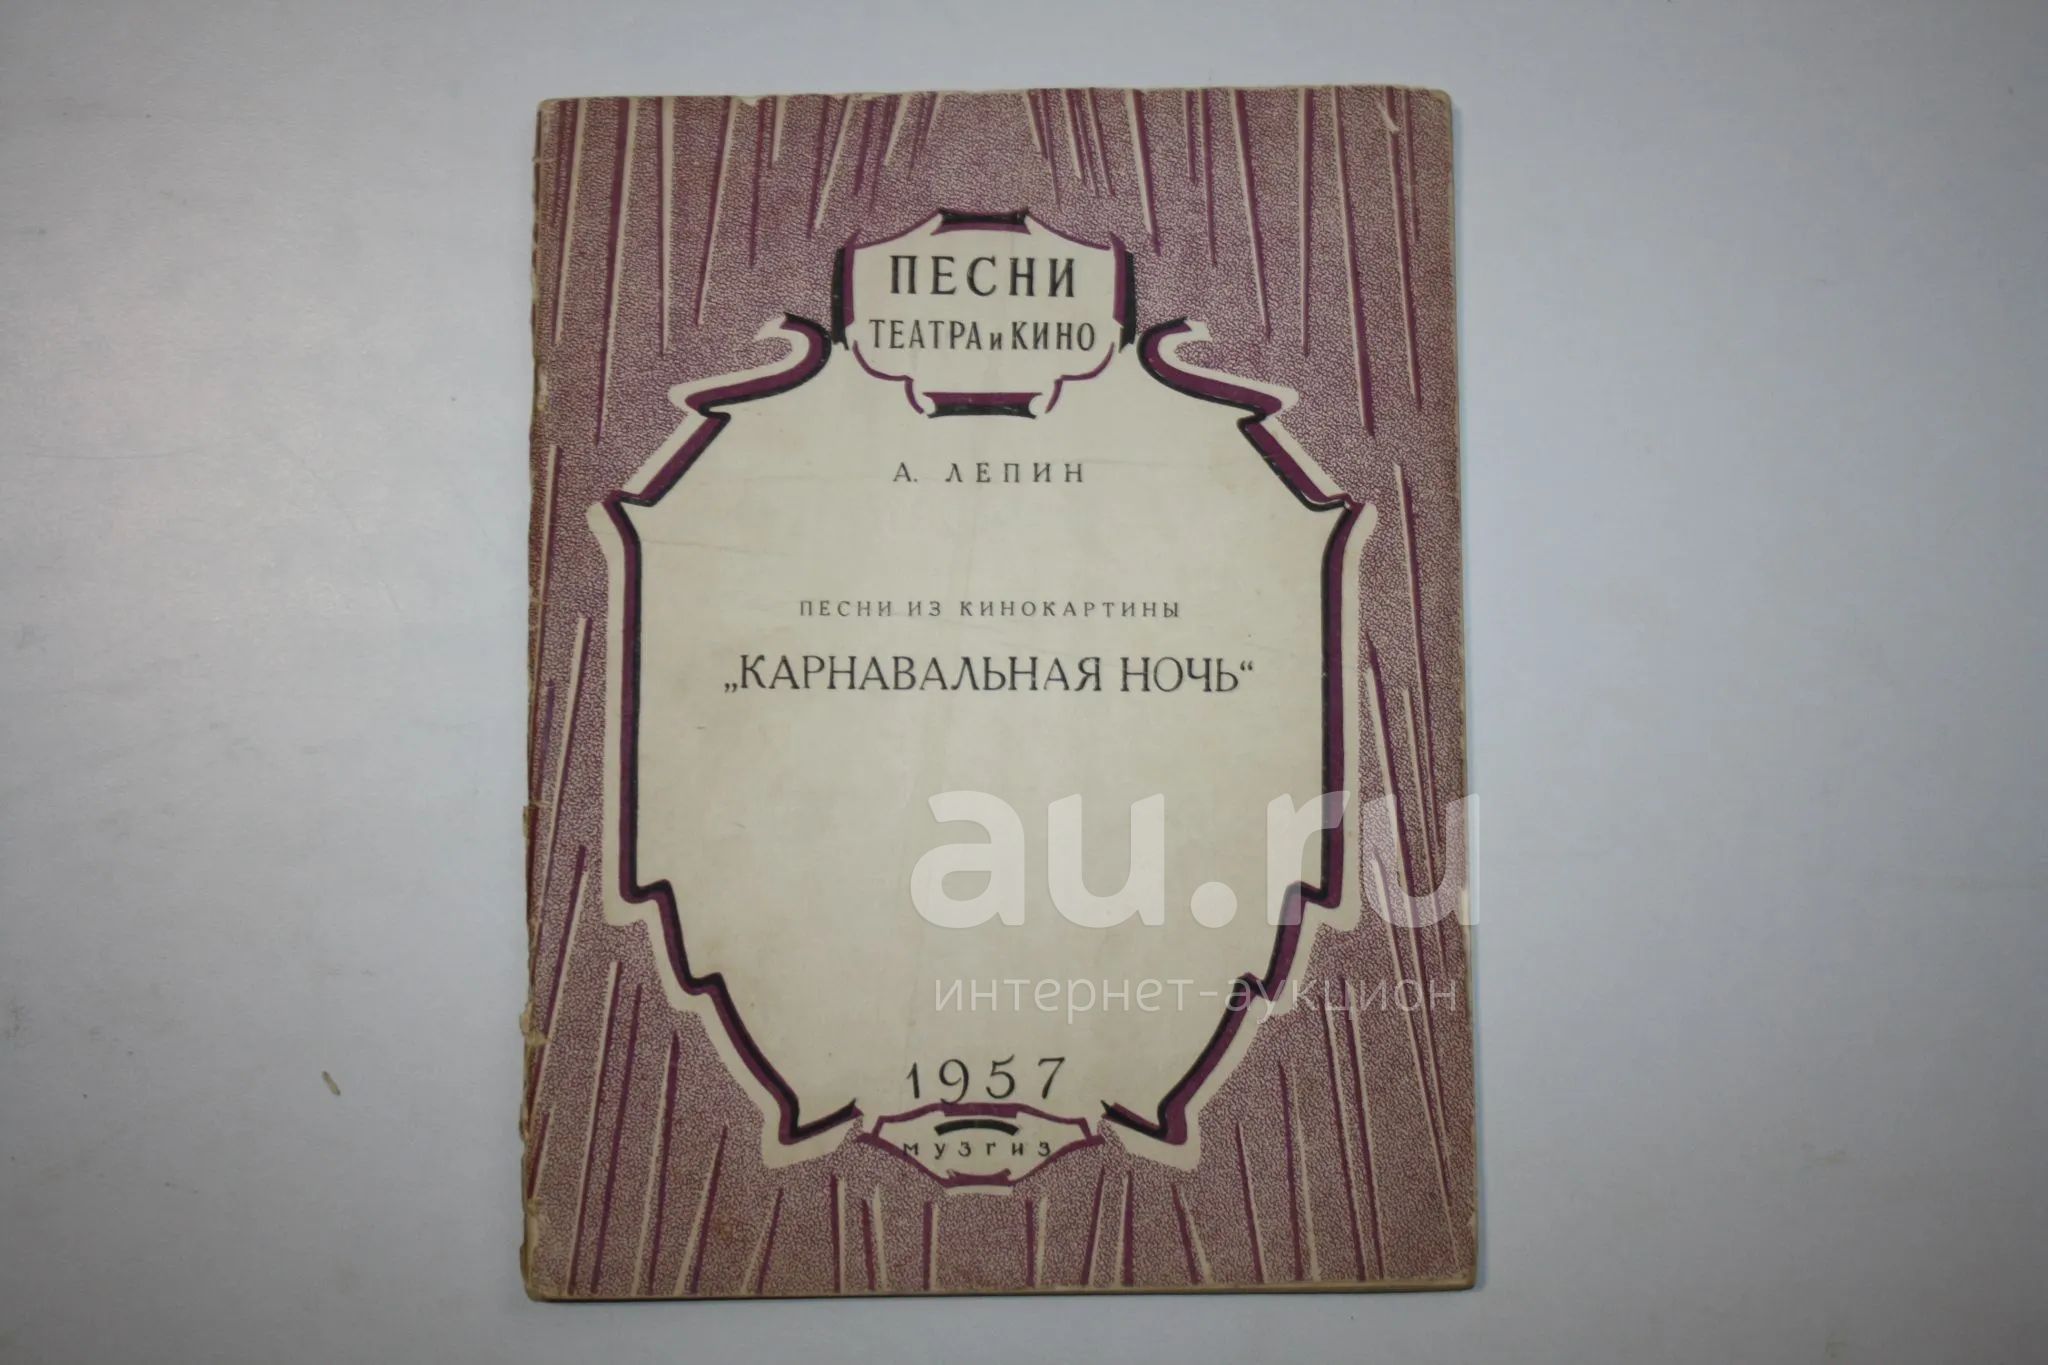 ПЕСНИ
ТЕАТРА и КИНО
А. ЛЕПИН
ПЕСНИ ИЗ КИНОКАРТИНЫ
„КАРНАВАЛЬНАЯ НОЧЬ“
au.ru
интернет-аукцион
1957
МУЗГИЗ